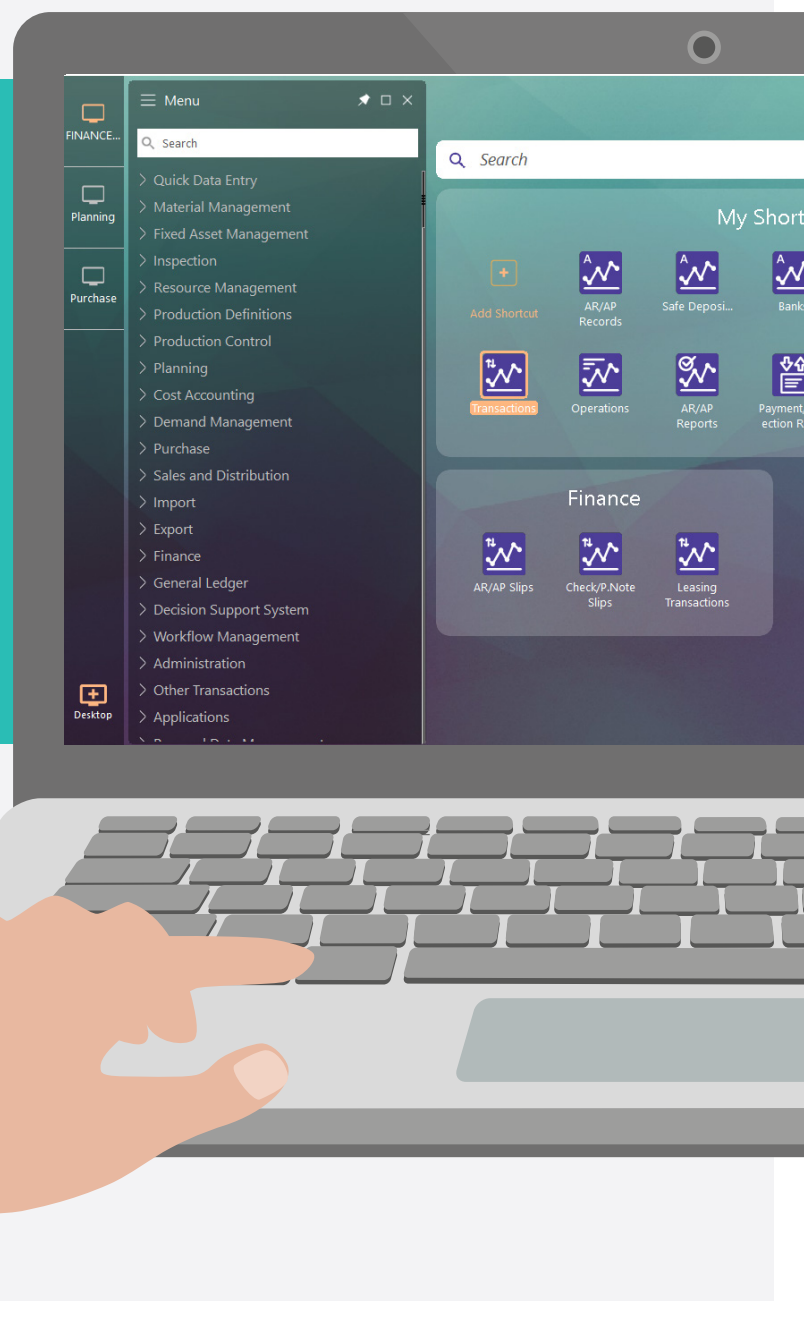 FINANCE...
Planning
Purchase
Desktop
Menu
Search
Quick Data Entry
Material Management
Fixed Asset Management
Inspection
Resource Management
Production Definitions
Production Control
Planning
Cost Accounting
Demand Management
Purchase
Sales and Distribution
Import
Export
Finance
General Ledger
Decision Support System
Workflow Management
Administration
Other Transactions
Applications
Search
My Short
Add Shortcut
A
AR/AP
Records
A
Safe Deposi...
A
Bank
Transactions
Operations
AR/AP
Reports
Payment/
ection R
Finance
AR/AP Slips
Check/P.Note
Slips
Leasing
Transactions